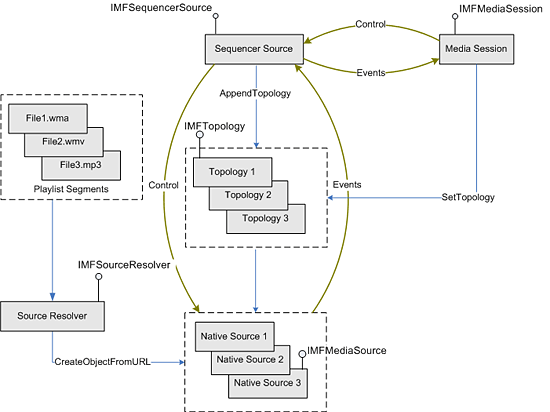 IMFSequencerSource
IMFMediaSession
Control
Sequencer Source
Media Session
Events
AppendTopology
File1.wma
File2.wmv
File3.mp3
Playlist Segments
IMFTopology
Topology 1
Topology 2
Topology 3
Control
Events
SetTopology
IMFSourceResolver
Source Resolver
CreateObjectFromURL
Native Source 1
Native Source 2
Native Source 3
IMFMediaSource